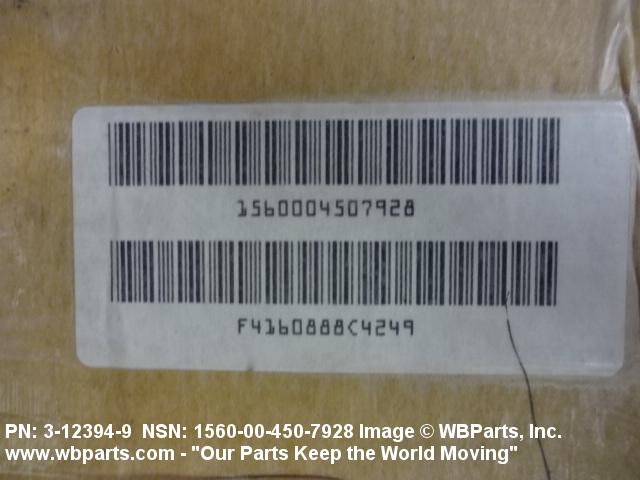 1560004507928
F4160888C4249
PN: 3-12394-9 NSN: 1560-00-450-7928 Image © WBParts, Inc.
www.wbparts.com - "Our Parts Keep the World Moving"